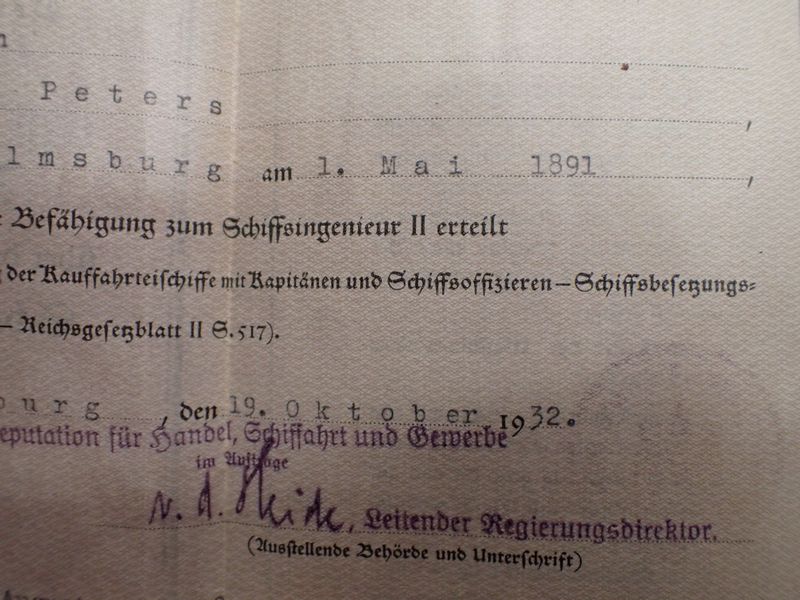 Peters,
lmsburg am 1. Mai 1891,
: Befähigung zum Schiffsingenieur II erteilt
der Kauffahrteischiffe mit Kapitänen und Schiffsoffizieren – Schiffsbesetzungs-
– Reichsgesetzblatt II S. 517).
burg, den 19. Oktober 1932.
eputation für Handel, Schiffahrt und Gewerbe
im Auftrage
v. d. Heide, Leitender Regierungsdirektor.
(Ausstellende Behörde und Unterschrift)